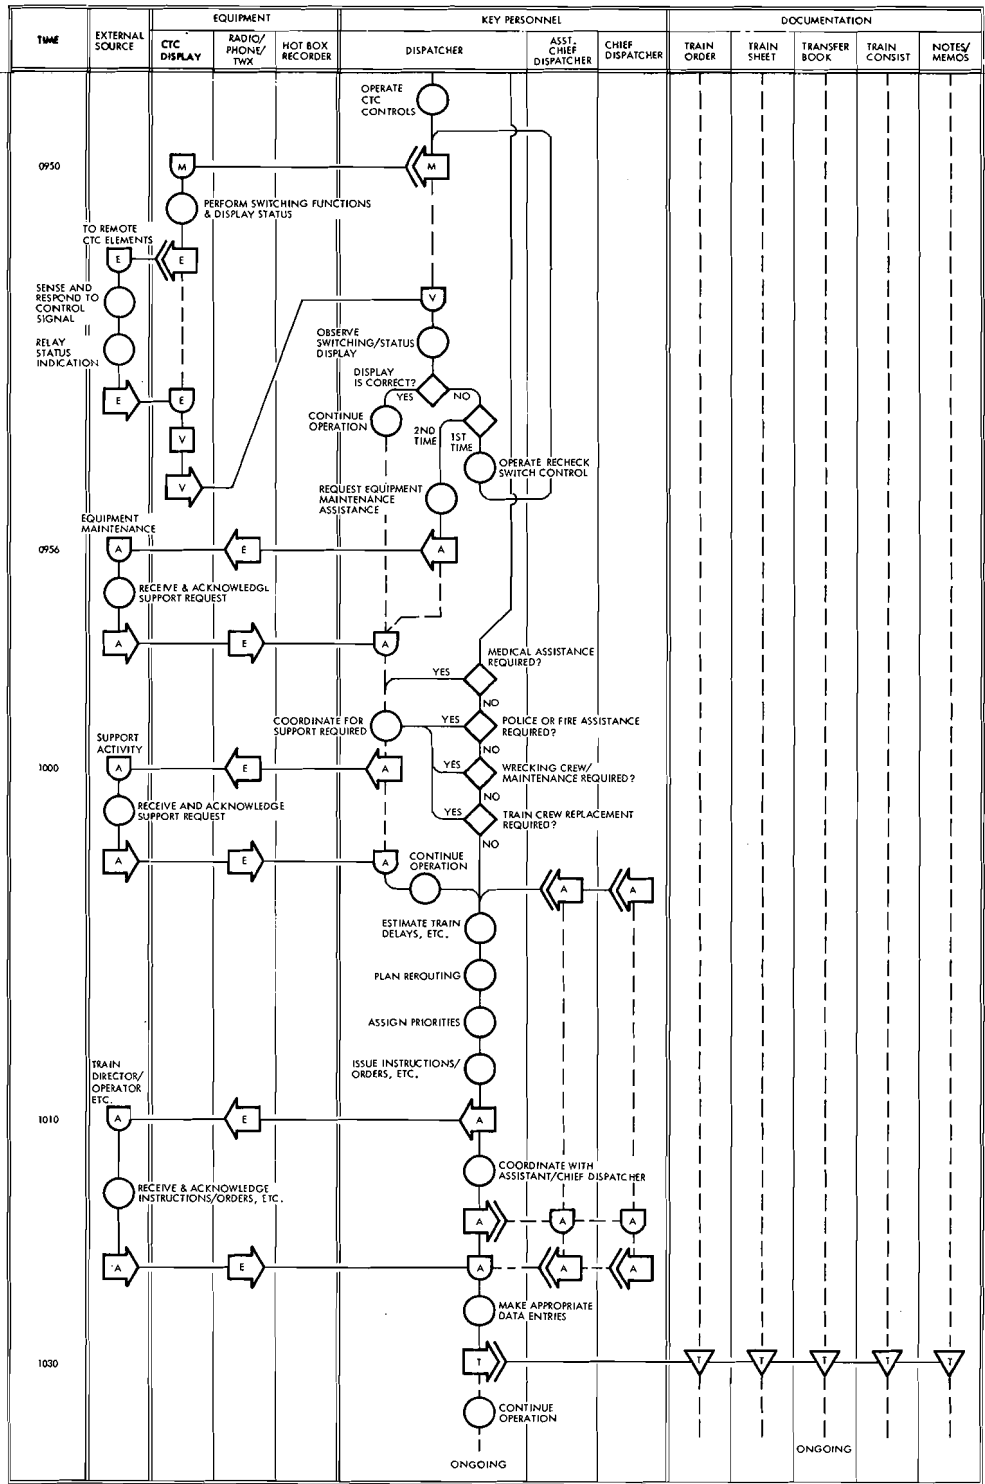 EQUIPMENT
KEY PERSONNEL
DOCUMENTATION
TIME
EXTERNAL
SOURCE
CTC
DISPLAY
RADIO/
PHONE/
TWX
HOT BOX
RECORDER
DISPATCHER
ASST.
CHIEF
DISPATCHER
CHIEF
DISPATCHER
TRAIN
ORDER
TRAIN
SHEET
TRANSFER
BOOK
TRAIN
CONSIST
NOTES/
MEMOS
OPERATE
CTC
CONTROLS
0950
M
M
PERFORM SWITCHING FUNCTIONS
& DISPLAY STATUS
TO REMOTE
CTC ELEMENTS
E
E
SENSE AND
RESPOND TO
CONTROL
SIGNAL
V
OBSERVE
SWITCHING/STATUS
DISPLAY
RELAY
STATUS
INDICATION
DISPLAY
IS CORRECT?
YES
NO
E
E
CONTINUE
OPERATION
2ND
TIME
1ST
TIME
V
OPERATE RECHECK
SWITCH CONTROL
V
REQUEST EQUIPMENT
MAINTENANCE
ASSISTANCE
EQUIPMENT
MAINTENANCE
0956
A
E
A
RECEIVE & ACKNOWLEDGL
SUPPORT REQUEST
A
E
A
MEDICAL ASSISTANCE
REQUIRED?
YES
NO
COORDINATE FOR
SUPPORT REQUIRED
YES
POLICE OR FIRE ASSISTANCE
REQUIRED?
NO
SUPPORT
ACTIVITY
1000
A
E
A
YES
WRECKING CREW/
MAINTENANCE REQUIRED?
NO
RECEIVE AND ACKNOWLEDGE
SUPPORT REQUEST
YES
TRAIN CREW REPLACEMENT
REQUIRED?
NO
A
E
A
CONTINUE
OPERATION
A
A
ESTIMATE TRAIN
DELAYS, ETC.
PLAN REROUTING
ASSIGN PRIORITIES
ISSUE INSTRUCTIONS/
ORDERS, ETC.
TRAIN
DIRECTOR/
OPERATOR
ETC.
1010
A
E
A
COORDINATE WITH
ASSISTANT/CHIEF DISPATCHER
RECEIVE & ACKNOWLEDGE
INSTRUCTIONS/ORDERS, ETC.
A
A
A
A
E
A
A
A
MAKE APPROPRIATE
DATA ENTRIES
1030
T
T
T
T
T
T
CONTINUE
OPERATION
ONGOING
ONGOING